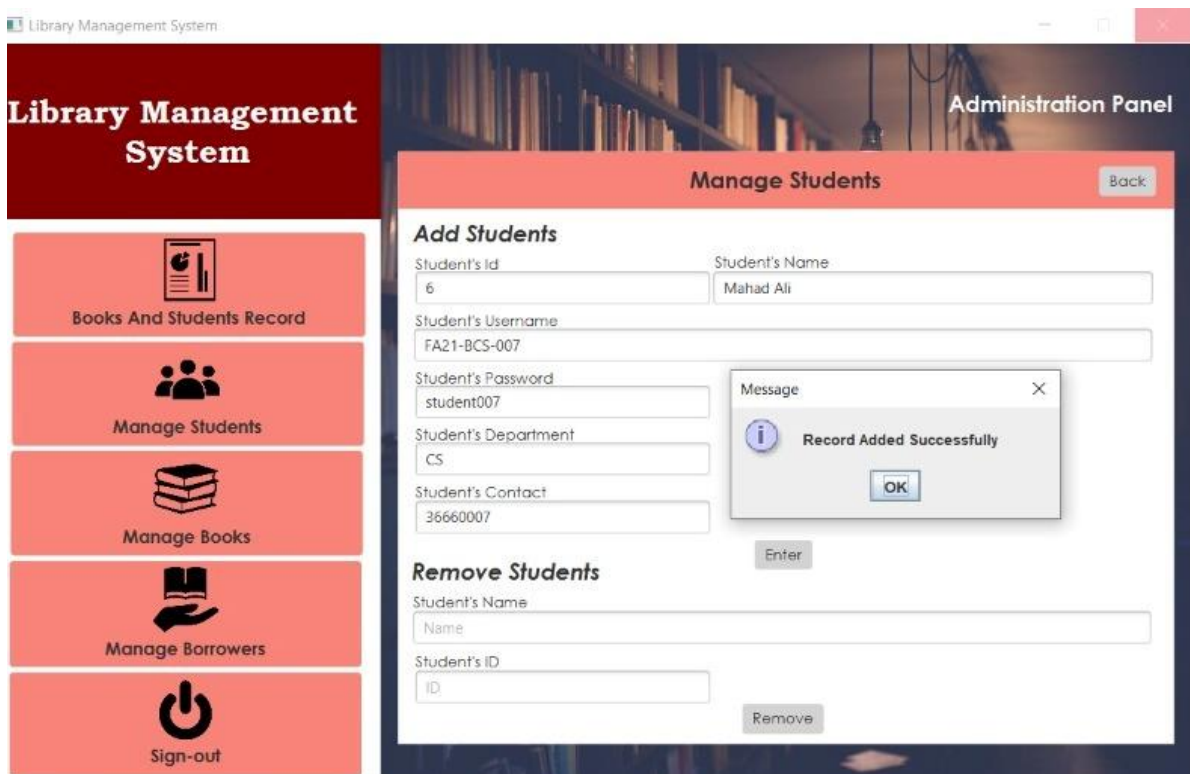 Library Management System
Library Management
System
Administration Panel
Manage Students
Back
Books And Students Record
Manage Students
Manage Books
Manage Borrowers
Sign-out
Add Students
Student's Id
Student's Name
6
Mahad Ali
Student's Username
FA21-BCS-007
Student's Password
student007
Student's Department
CS
Student's Contact
36660007
Message
Record Added Successfully
OK
Enter
Remove Students
Student's Name
Name
Student's ID
ID
Remove